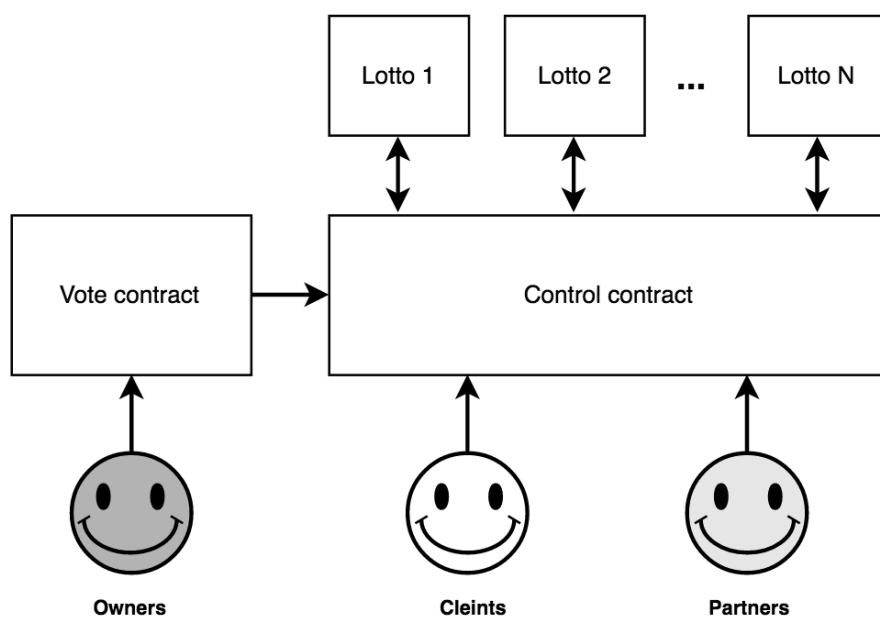 Lotto 1
Lotto 2
...
Lotto N
Vote contract
Control contract
Owners
Cleints
Partners